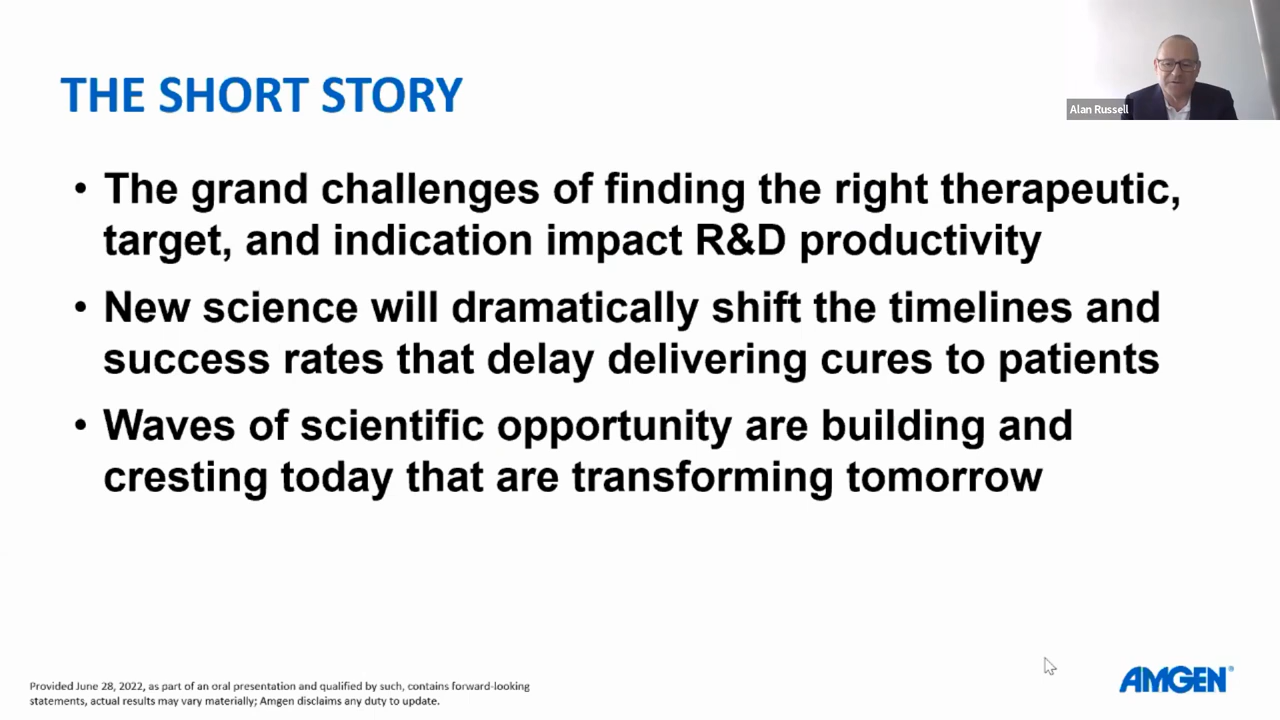 THE SHORT STORY
Alan Russell
• The grand challenges of finding the right therapeutic,
target, and indication impact R&D productivity
• New science will dramatically shift the timelines and
success rates that delay delivering cures to patients
• Waves of scientific opportunity are building and
cresting today that are transforming tomorrow
Provided June 28, 2022, as part of an oral presentation and qualified by such, contains forward-looking
statements, actual results may vary materially; Amgen disclaims any duty to update.
AMGEN®